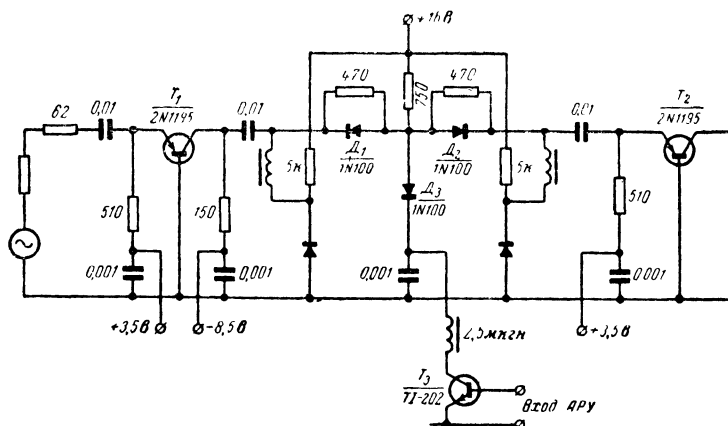 +16в
470
750
470
62
0,01
T₁
2N1195
0,01
Д₁
1N100
Д₂
1N100
0,01
T₂
2N1195
5к
Д₃
1N100
5к
510
150
510
0,001
0,001
0,001
0,001
+3,5в
-8,5в
2,5мкгн
+3,5в
T₃
TI-202
Вход АРУ